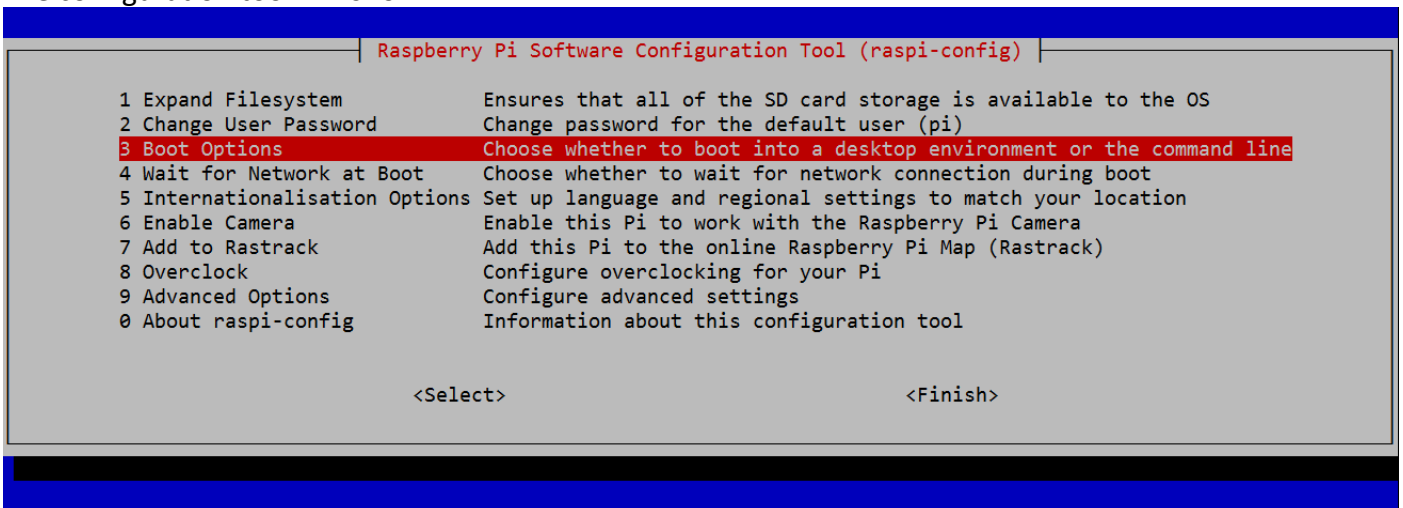 Raspberry Pi Software Configuration Tool (raspi-config)
1 Expand Filesystem Ensures that all of the SD card storage is available to the OS
2 Change User Password Change password for the default user (pi)
3 Boot Options Choose whether to boot into a desktop environment or the command line
4 Wait for Network at Boot Choose whether to wait for network connection during boot
5 Internationalisation Options Set up language and regional settings to match your location
6 Enable Camera Enable this Pi to work with the Raspberry Pi Camera
7 Add to Rastrack Add this Pi to the online Raspberry Pi Map (Rastrack)
8 Overclock Configure overclocking for your Pi
9 Advanced Options Configure advanced settings
0 About raspi-config Information about this configuration tool
<Select> <Finish>